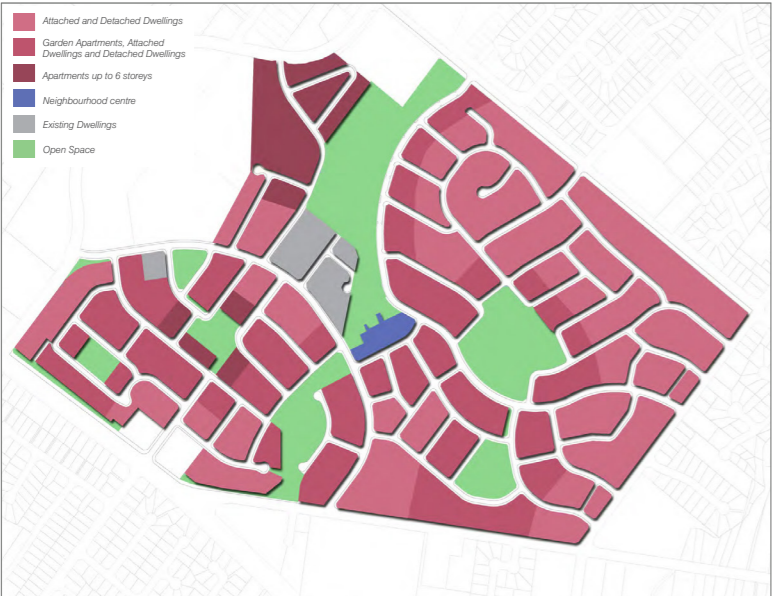 Attached and Detached Dwellings
Garden Apartments, Attached
Dwellings and Detached Dwellings
Apartments up to 6 storeys
Neighbourhood centre
Existing Dwellings
Open Space